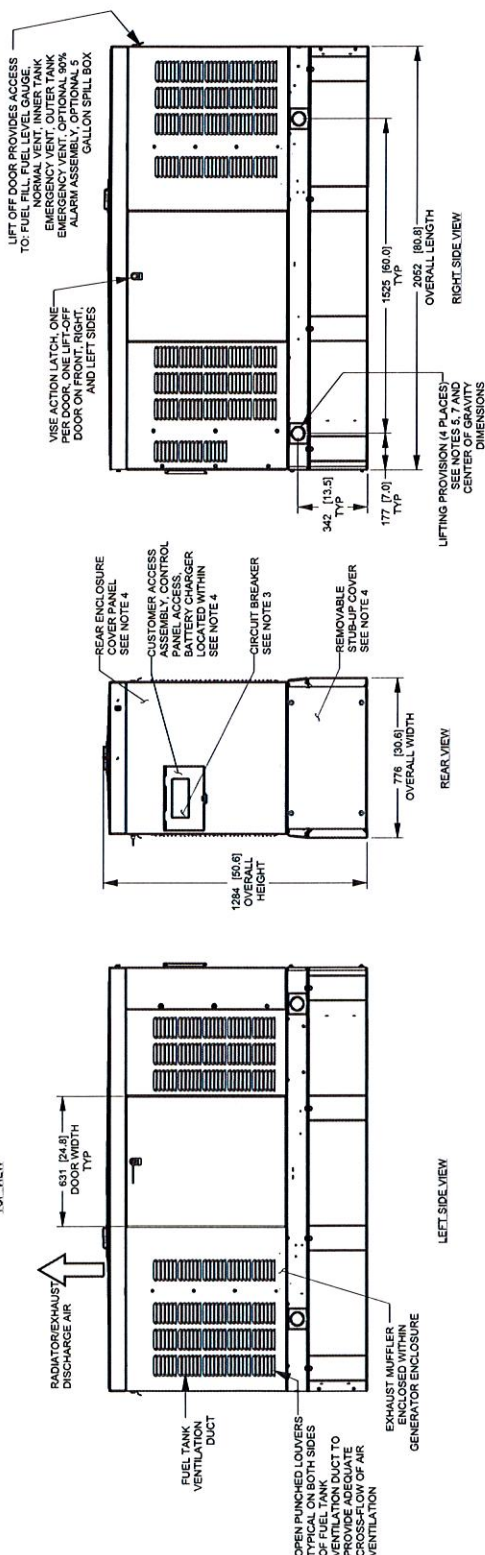 RADIATOR/EXHAUST
DISCHARGE AIR
631 [24.8]
DOOR WIDTH
TYP
FUEL TANK
VENTILATION
DUCT
OPEN PUNCHED LOUVERS
TYPICAL ON BOTH SIDES
OF FUEL TANK
VENTILATION DUCT TO
PROVIDE ADEQUATE
CROSS-FLOW OF AIR
VENTILATION
EXHAUST MUFFLER
ENCLOSED WITHIN
GENERATOR ENCLOSURE
LEFT SIDE VIEW
REAR ENCLOSURE
COVER PANEL
SEE NOTE 4
CUSTOMER ACCESS
ASSEMBLY, CONTROL
PANEL ACCESS,
BATTERY CHARGER
LOCATED WITHIN
SEE NOTE 4
CIRCUIT BREAKER
SEE NOTE 3
1284 [50.6]
OVERALL
HEIGHT
REMOVABLE
STUB-UP COVER
SEE NOTE 4
776 [30.6]
OVERALL WIDTH
REAR VIEW
LIFT OFF DOOR PROVIDES ACCESS
TO: FUEL FILL, FUEL LEVEL GAUGE,
NORMAL VENT, INNER TANK
EMERGENCY VENT, OUTER TANK
EMERGENCY VENT, OPTIONAL 90%
ALARM ASSEMBLY, OPTIONAL 5
GALLON SPILL BOX
VISE ACTION LATCH, ONE
PER DOOR, ONE LIFT-OFF
DOOR ON FRONT, RIGHT,
AND LEFT SIDES
342 [13.5]
TYP
177 [7.0]
TYP
1525 [60.0]
TYP
2052 [80.8]
OVERALL LENGTH
LIFTING PROVISION (4 PLACES)
SEE NOTES 5, 7 AND
CENTER OF GRAVITY
DIMENSIONS
RIGHT SIDE VIEW